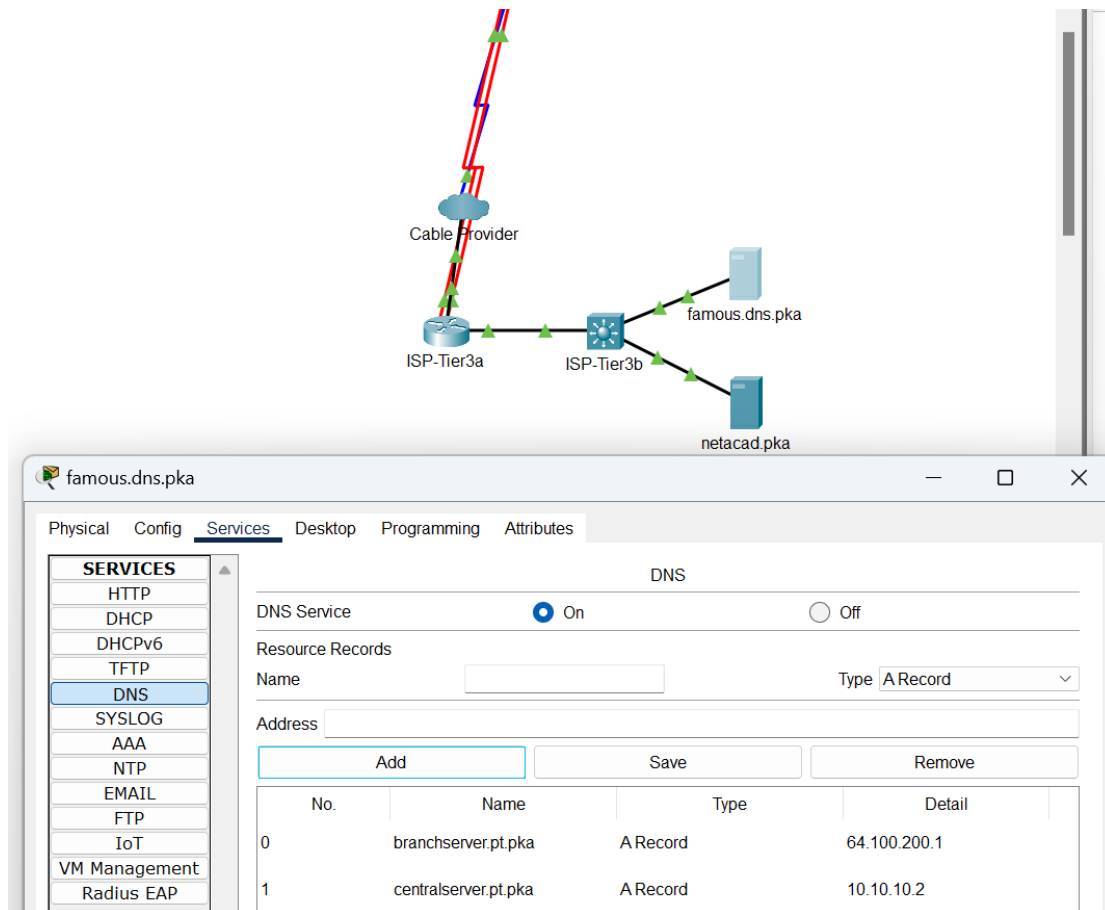 Cable Provider
famous.dns.pka
ISP-Tier3a
ISP-Tier3b
netacad.pka
famous.dns.pka
Physical Config Services Desktop Programming Attributes
SERVICES
HTTP
DHCP
DHCPv6
TFTP
DNS
SYSLOG
AAA
NTP
EMAIL
FTP
IoT
VM Management
Radius EAP
DNS
DNS Service On Off
Resource Records
Name Type A Record
Address
Add Save Remove
No. Name Type Detail
0 branchserver.pt.pka A Record 64.100.200.1
1 centralserver.pt.pka A Record 10.10.10.2